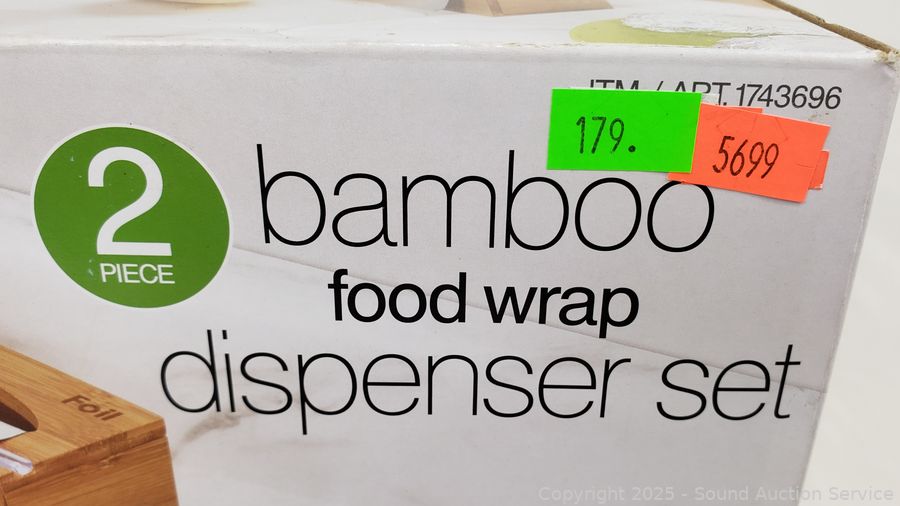 ITM. / ART. 1743696
179.
5699
2
PIECE
bamboo
food wrap
dispenser set
Foil
Copyright 2025 - Sound Auction Service